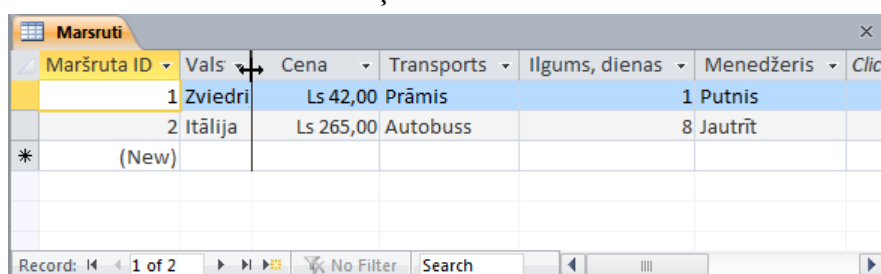 Marsruti
Maršruta ID Vals Cena Transports Ilgums, dienas Menedžeris Clic
1 Zviedri Ls 42,00 Prāmis 1 Putnis
2 Itālija Ls 265,00 Autobuss 8 Jautrīt
(New)
Record: 1 of 2 No Filter Search